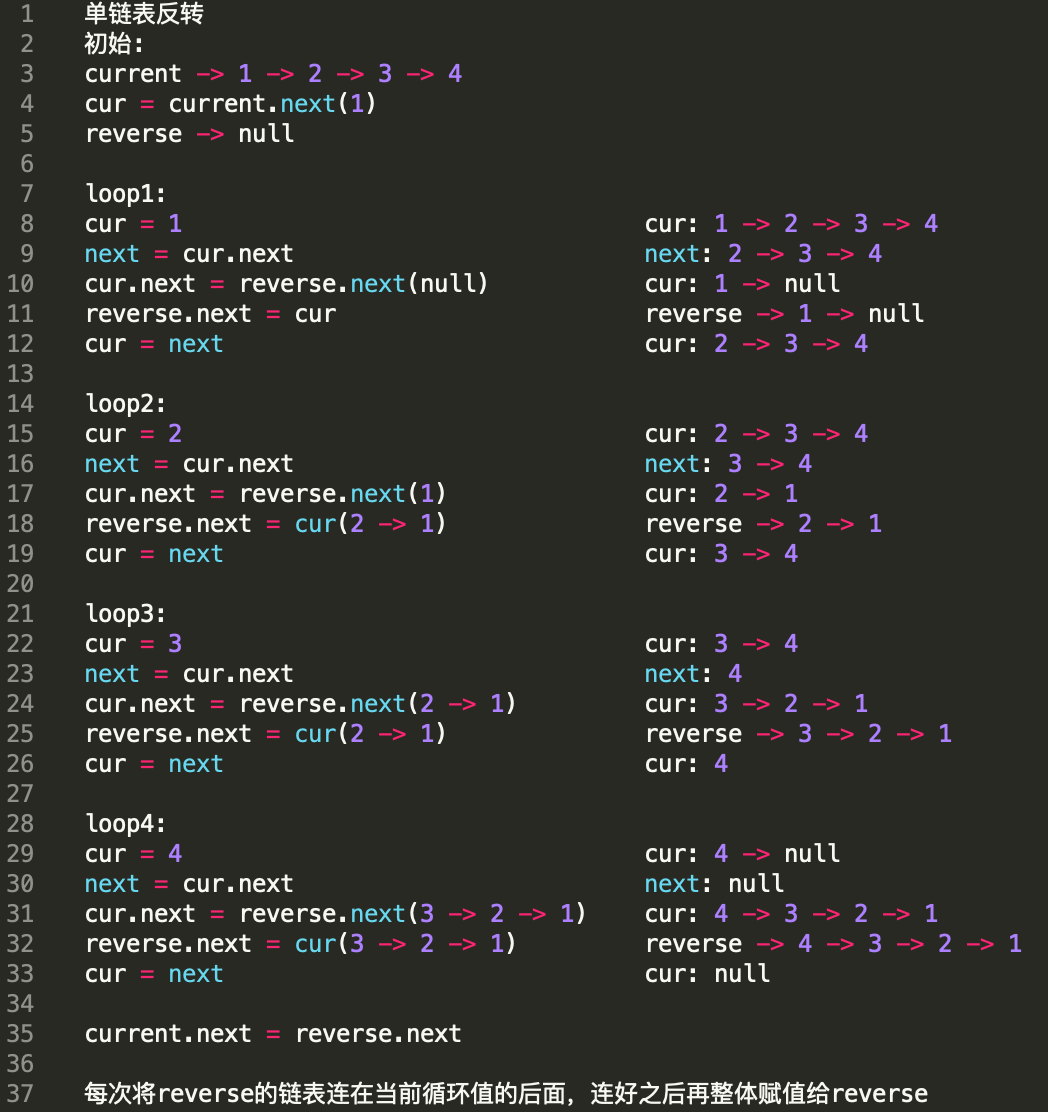 1 单链表反转
2 初始:
3 current -> 1 -> 2 -> 3 -> 4
4 cur = current.next(1)
5 reverse -> null
6
7 loop1:
8 cur = 1 cur: 1 -> 2 -> 3 -> 4
9 next = cur.next next: 2 -> 3 -> 4
10 cur.next = reverse.next(null) cur: 1 -> null
11 reverse.next = cur reverse -> 1 -> null
12 cur = next cur: 2 -> 3 -> 4
13
14 loop2:
15 cur = 2 cur: 2 -> 3 -> 4
16 next = cur.next next: 3 -> 4
17 cur.next = reverse.next(1) cur: 2 -> 1
18 reverse.next = cur(2 -> 1) reverse -> 2 -> 1
19 cur = next cur: 3 -> 4
20
21 loop3:
22 cur = 3 cur: 3 -> 4
23 next = cur.next next: 4
24 cur.next = reverse.next(2 -> 1) cur: 3 -> 2 -> 1
25 reverse.next = cur(2 -> 1) reverse -> 3 -> 2 -> 1
26 cur = next cur: 4
27
28 loop4:
29 cur = 4 cur: 4 -> null
30 next = cur.next next: null
31 cur.next = reverse.next(3 -> 2 -> 1) cur: 4 -> 3 -> 2 -> 1
32 reverse.next = cur(3 -> 2 -> 1) reverse -> 4 -> 3 -> 2 -> 1
33 cur = next cur: null
34
35 current.next = reverse.next
36
37 每次将reverse的链表连在当前循环值的后面，连好之后再整体赋值给reverse